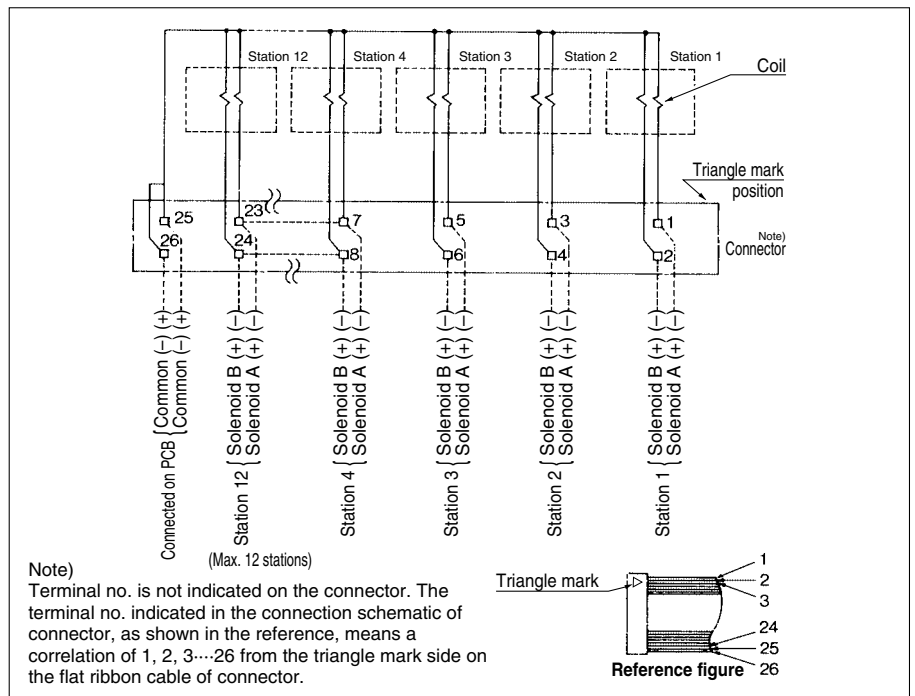 Station 12
Station 4
Station 3
Station 2
Station 1
Coil
Triangle mark
position
25
23
7
5
3
1
26
24
8
6
4
2
Note)
Connector
Connected on PCB { Common (−) (+)
Common (−) (+)
Station 12 { Solenoid B (+) (−)
Solenoid A (+) (−)
Station 4 { Solenoid B (+) (−)
Solenoid A (+) (−)
Station 3 { Solenoid B (+) (−)
Solenoid A (+) (−)
Station 2 { Solenoid B (+) (−)
Solenoid A (+) (−)
Station 1 { Solenoid B (+) (−)
Solenoid A (+) (−)
(Max. 12 stations)
Note)
Terminal no. is not indicated on the connector. The
terminal no. indicated in the connection schematic of
connector, as shown in the reference, means a
correlation of 1, 2, 3····26 from the triangle mark side on
the flat ribbon cable of connector.
Triangle mark
1
2
3
24
25
26
Reference figure